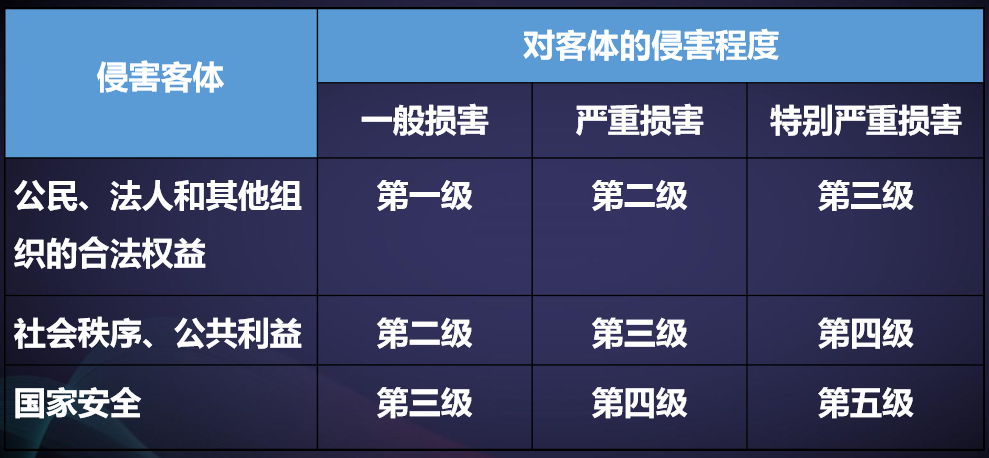 侵害客体
对客体的侵害程度
一般损害 严重损害 特别严重损害
公民、法人和其他组 第一级 第二级 第三级
织的合法权益
社会秩序、公共利益 第二级 第三级 第四级
国家安全 第三级 第四级 第五级